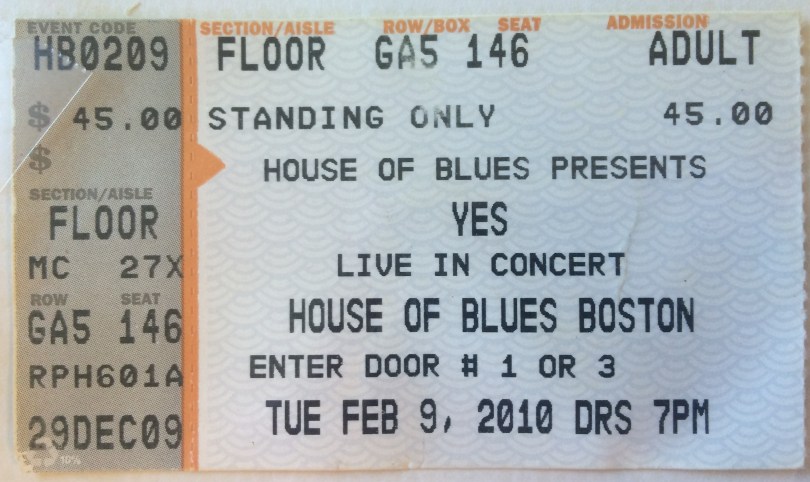 EVENT CODE
HB0209
$ 45.00
$
SECTION/AISLE
FLOOR
MC 27X
ROW SEAT
GA5 146
RPH601A
29DEC09
10%
SECTION/AISLE ROW/BOX SEAT ADMISSION
FLOOR GA5 146 ADULT
STANDING ONLY 45.00
HOUSE OF BLUES PRESENTS
YES
LIVE IN CONCERT
HOUSE OF BLUES BOSTON
ENTER DOOR # 1 OR 3
TUE FEB 9, 2010 DRS 7PM